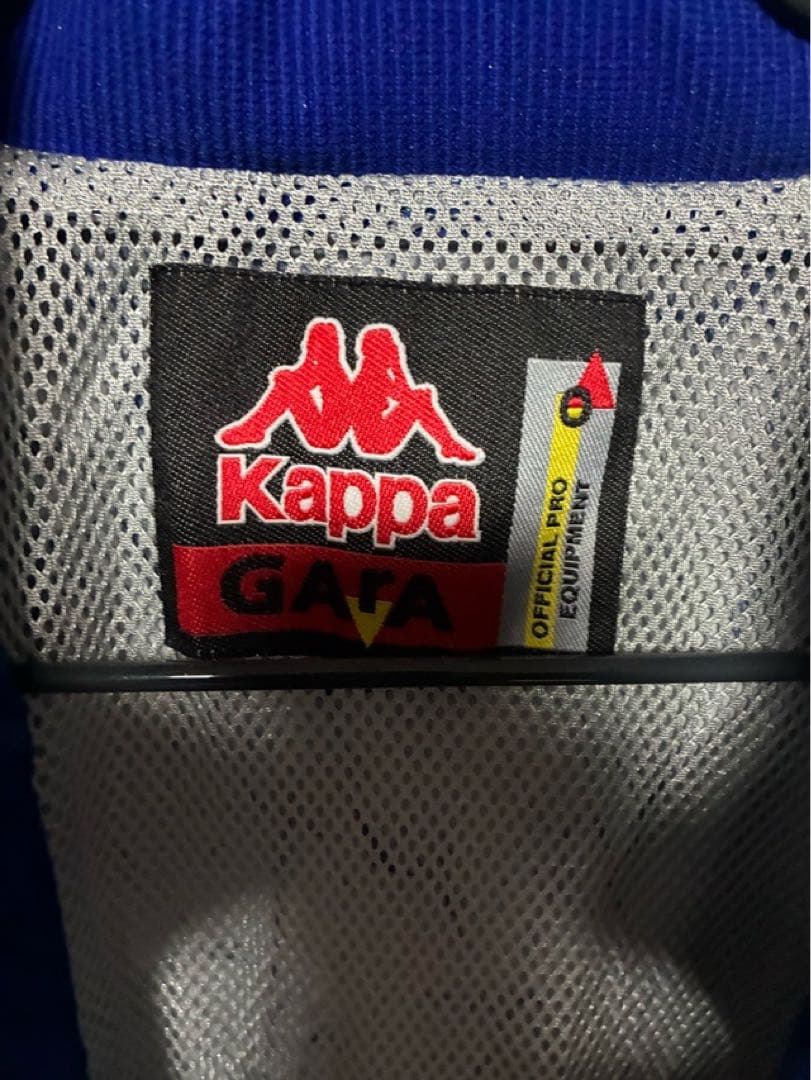 Kappa
GArA
OFFICIAL PRO
EQUIPMENT